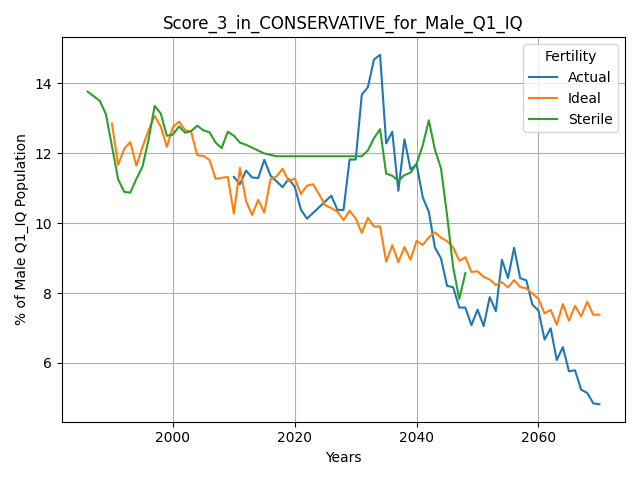 Score_3_in_CONSERVATIVE_for_Male_Q1_IQ
Fertility
Actual
Ideal
Sterile
% of Male Q1_IQ Population
14
12
10
8
6
2000
2020
2040
2060
Years